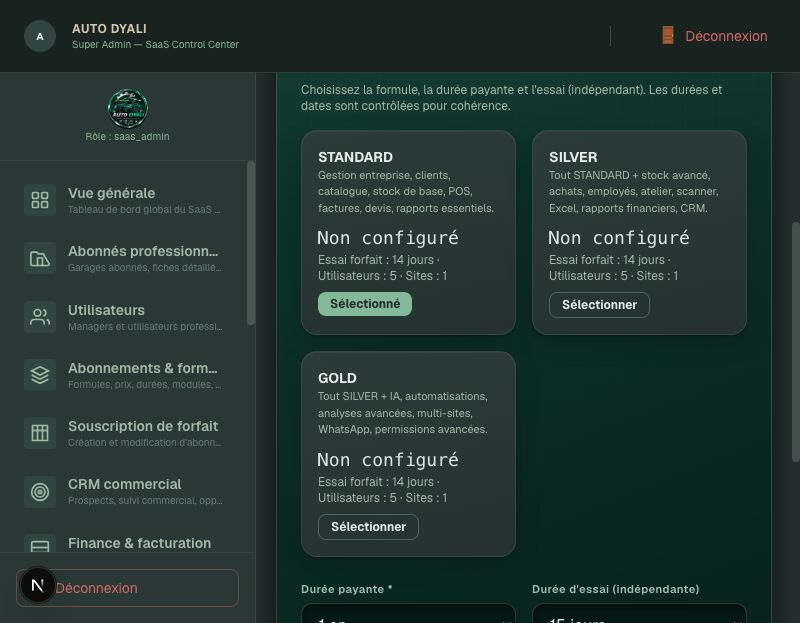 A
AUTO DYALI
Super Admin — SaaS Control Center
Déconnexion
AUTO DYALI
Rôle : saas_admin
Vue générale
Tableau de bord global du SaaS ...
Abonnés professionn...
Garages abonnés, fiches détaillé...
Utilisateurs
Managers et utilisateurs professi...
Abonnements & form...
Formules, prix, durées, modules, ...
Souscription de forfait
Création et modification d'abonn...
CRM commercial
Prospects, suivi commercial, opp...
Finance & facturation
N
Déconnexion
Choisissez la formule, la durée payante et l'essai (indépendant). Les durées et
dates sont contrôlées pour cohérence.
STANDARD
Gestion entreprise, clients,
catalogue, stock de base, POS,
factures, devis, rapports essentiels.
Non configuré
Essai forfait : 14 jours ·
Utilisateurs : 5 · Sites : 1
Sélectionné
SILVER
Tout STANDARD + stock avancé,
achats, employés, atelier, scanner,
Excel, rapports financiers, CRM.
Non configuré
Essai forfait : 14 jours ·
Utilisateurs : 5 · Sites : 1
Sélectionner
GOLD
Tout SILVER + IA, automatisations,
analyses avancées, multi-sites,
WhatsApp, permissions avancées.
Non configuré
Essai forfait : 14 jours ·
Utilisateurs : 5 · Sites : 1
Sélectionner
Durée payante *
1 an
Durée d'essai (indépendante)
15 jours